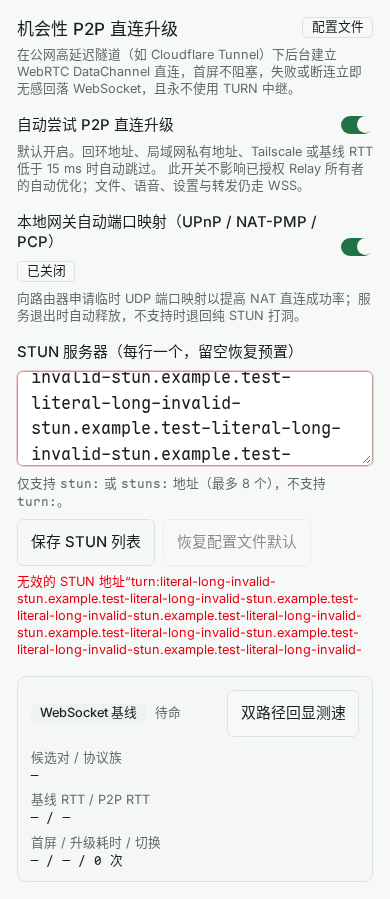 机会性 P2P 直连升级
配置文件
在公网高延迟隧道（如 Cloudflare Tunnel）下后台建立
WebRTC DataChannel 直连，首屏不阻塞，失败或断连立即
无感回落 WebSocket，且永不使用 TURN 中继。
自动尝试 P2P 直连升级
默认开启。回环地址、局域网私有地址、Tailscale 或基线 RTT
低于 15 ms 时自动跳过。 此开关不影响已授权 Relay 所有者
的自动优化；文件、语音、设置与转发仍走 WSS。
本地网关自动端口映射（UPnP / NAT-PMP /
PCP）
已关闭
向路由器申请临时 UDP 端口映射以提高 NAT 直连成功率；服
务退出时自动释放，不支持时退回纯 STUN 打洞。
STUN 服务器（每行一个，留空恢复预置）
invalid-stun.example.test-
literal-long-invalid-
stun.example.test-literal-long-
invalid-stun.example.test-
仅支持 stun: 或 stuns: 地址（最多 8 个），不支持
turn:。
保存 STUN 列表
恢复配置文件默认
无效的 STUN 地址“turn:literal-long-invalid-
stun.example.test-literal-long-invalid-stun.example.test-
literal-long-invalid-stun.example.test-literal-long-invalid-
stun.example.test-literal-long-invalid-stun.example.test-
literal-long-invalid-stun.example.test-literal-long-invalid-
WebSocket 基线
待命
双路径回显测速
候选对 / 协议族
—
基线 RTT / P2P RTT
— / —
首屏 / 升级耗时 / 切换
— / — / 0 次